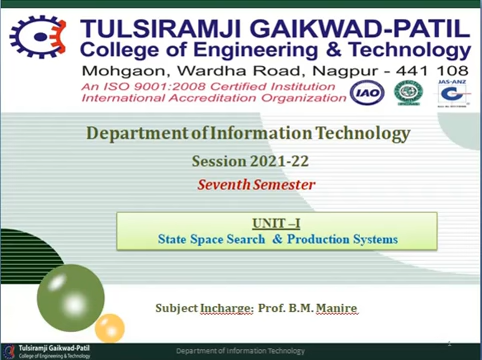 TULSIRAMJI GAIKWAD-PATIL
College of Engineering & Technology
Mohgaon, Wardha Road, Nagpur - 441 108
An ISO 9001:2008 Certified Institution
International Accreditation Organization
IAO
JAS-ANZ
Department of Information Technology
Session 2021-22
Seventh Semester
UNIT –I
State Space Search & Production Systems
Subject Incharge: Prof. B.M. Manire
Tulsiramji Gaikwad-Patil
College of Engineering & Technology
Department of Information Technology